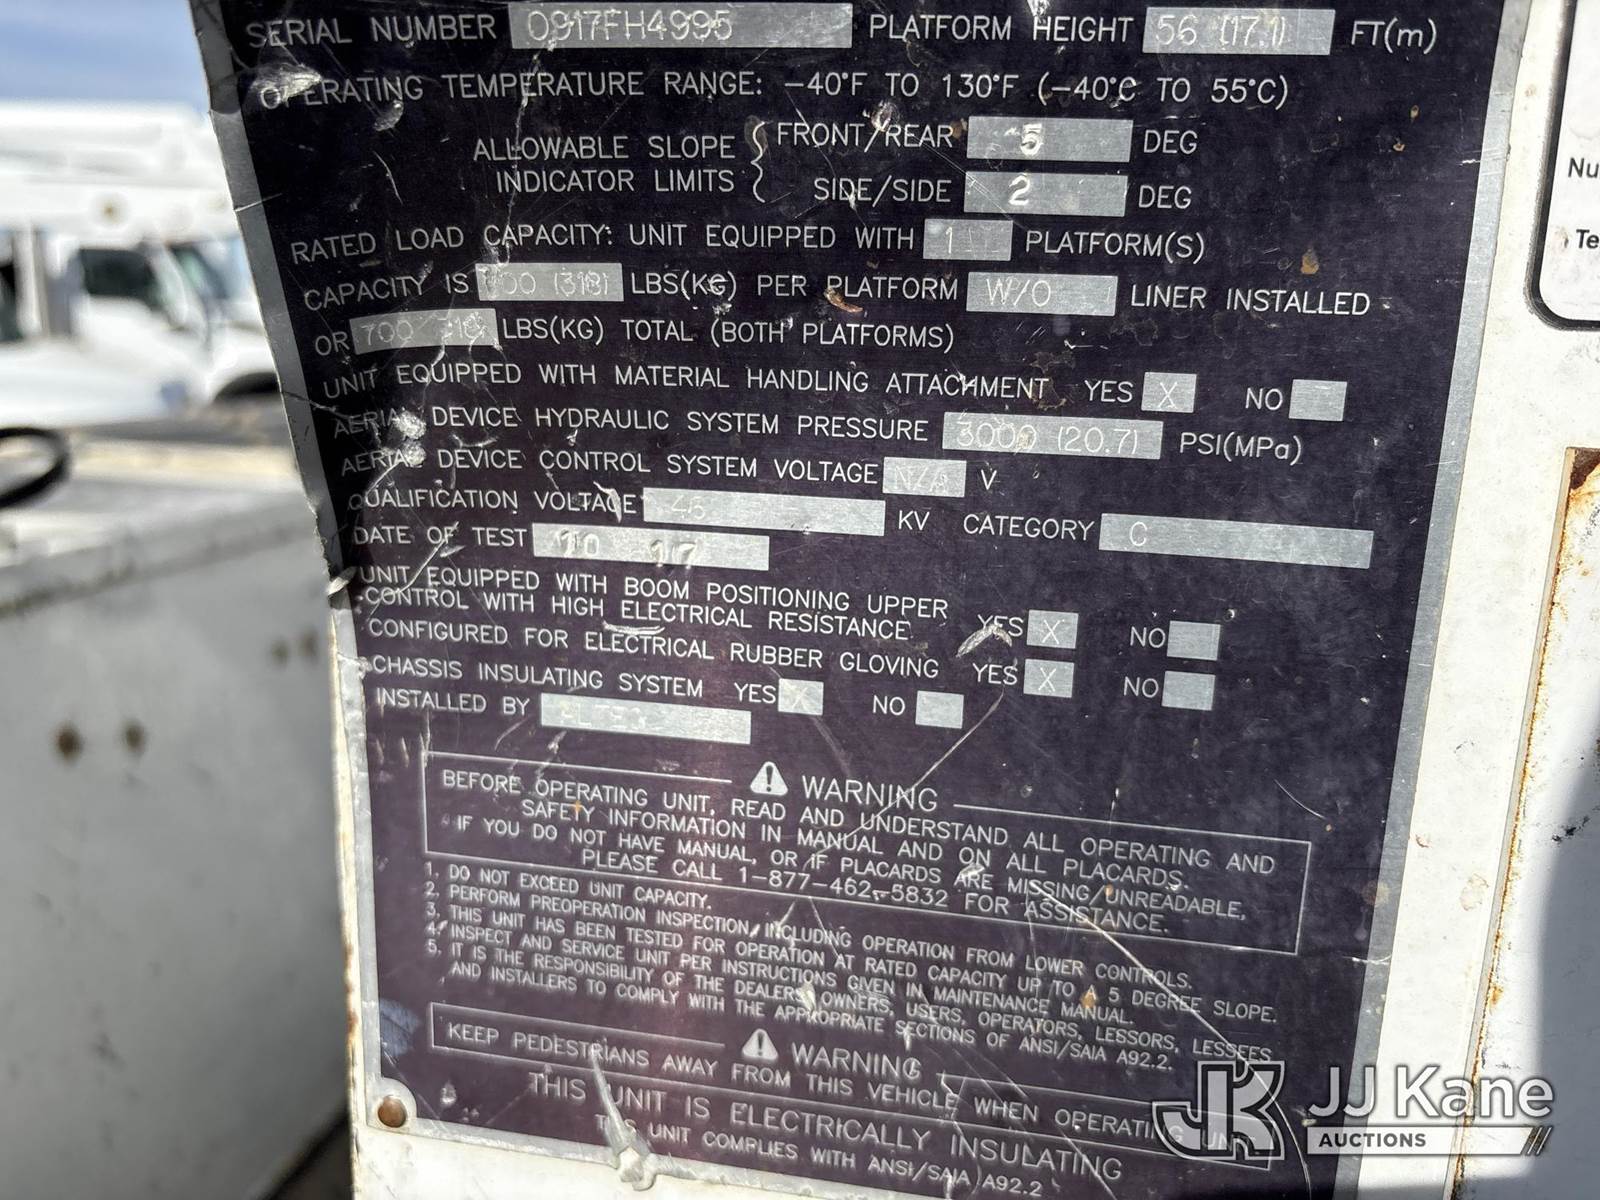 SERIAL NUMBER 0917FH4995 PLATFORM HEIGHT 56 (17.1) FT(m)
OPERATING TEMPERATURE RANGE: -40°F TO 130°F (-40°C TO 55°C)
ALLOWABLE SLOPE INDICATOR LIMITS { FRONT/REAR 5 DEG
SIDE/SIDE 2 DEG
RATED LOAD CAPACITY: UNIT EQUIPPED WITH 1 PLATFORM(S)
CAPACITY IS 700 (318) LBS(KG) PER PLATFORM W/O LINER INSTALLED
OR 700 318 LBS(KG) TOTAL (BOTH PLATFORMS)
UNIT EQUIPPED WITH MATERIAL HANDLING ATTACHMENT YES X NO
AERIAL DEVICE HYDRAULIC SYSTEM PRESSURE 3000 (20.7) PSI(MPa)
AERIAL DEVICE CONTROL SYSTEM VOLTAGE N/A V
QUALIFICATION VOLTAGE 46 KV CATEGORY C
DATE OF TEST 10 17
UNIT EQUIPPED WITH BOOM POSITIONING UPPER
CONTROL WITH HIGH ELECTRICAL RESISTANCE YES X NO
CONFIGURED FOR ELECTRICAL RUBBER GLOVING YES X NO
CHASSIS INSULATING SYSTEM YES X NO
INSTALLED BY ALTEC
WARNING
BEFORE OPERATING UNIT, READ AND UNDERSTAND ALL OPERATING AND
SAFETY INFORMATION IN MANUAL AND ON ALL PLACARDS.
IF YOU DO NOT HAVE MANUAL, OR IF PLACARDS ARE MISSING/UNREADABLE,
PLEASE CALL 1-877-462-5832 FOR ASSISTANCE.
1. DO NOT EXCEED UNIT CAPACITY.
2. PERFORM PREOPERATION INSPECTION, INCLUDING OPERATION FROM LOWER CONTROLS.
3. THIS UNIT HAS BEEN TESTED FOR OPERATION AT RATED CAPACITY UP TO A 5 DEGREE SLOPE.
4. INSPECT AND SERVICE UNIT PER INSTRUCTIONS GIVEN IN MAINTENANCE MANUAL.
5. IT IS THE RESPONSIBILITY OF THE DEALERS, OWNERS, USERS, OPERATORS, LESSORS, LESSEES
AND INSTALLERS TO COMPLY WITH THE APPROPRIATE SECTIONS OF ANSI/SAIA A92.2.
WARNING
KEEP PEDESTRIANS AWAY FROM THIS VEHICLE WHEN OPERATING UNIT
THIS UNIT IS ELECTRICALLY INSULATING
THIS UNIT COMPLIES WITH ANSI/SAIA A92.2
Nu
Te
JK JJ Kane
AUCTIONS